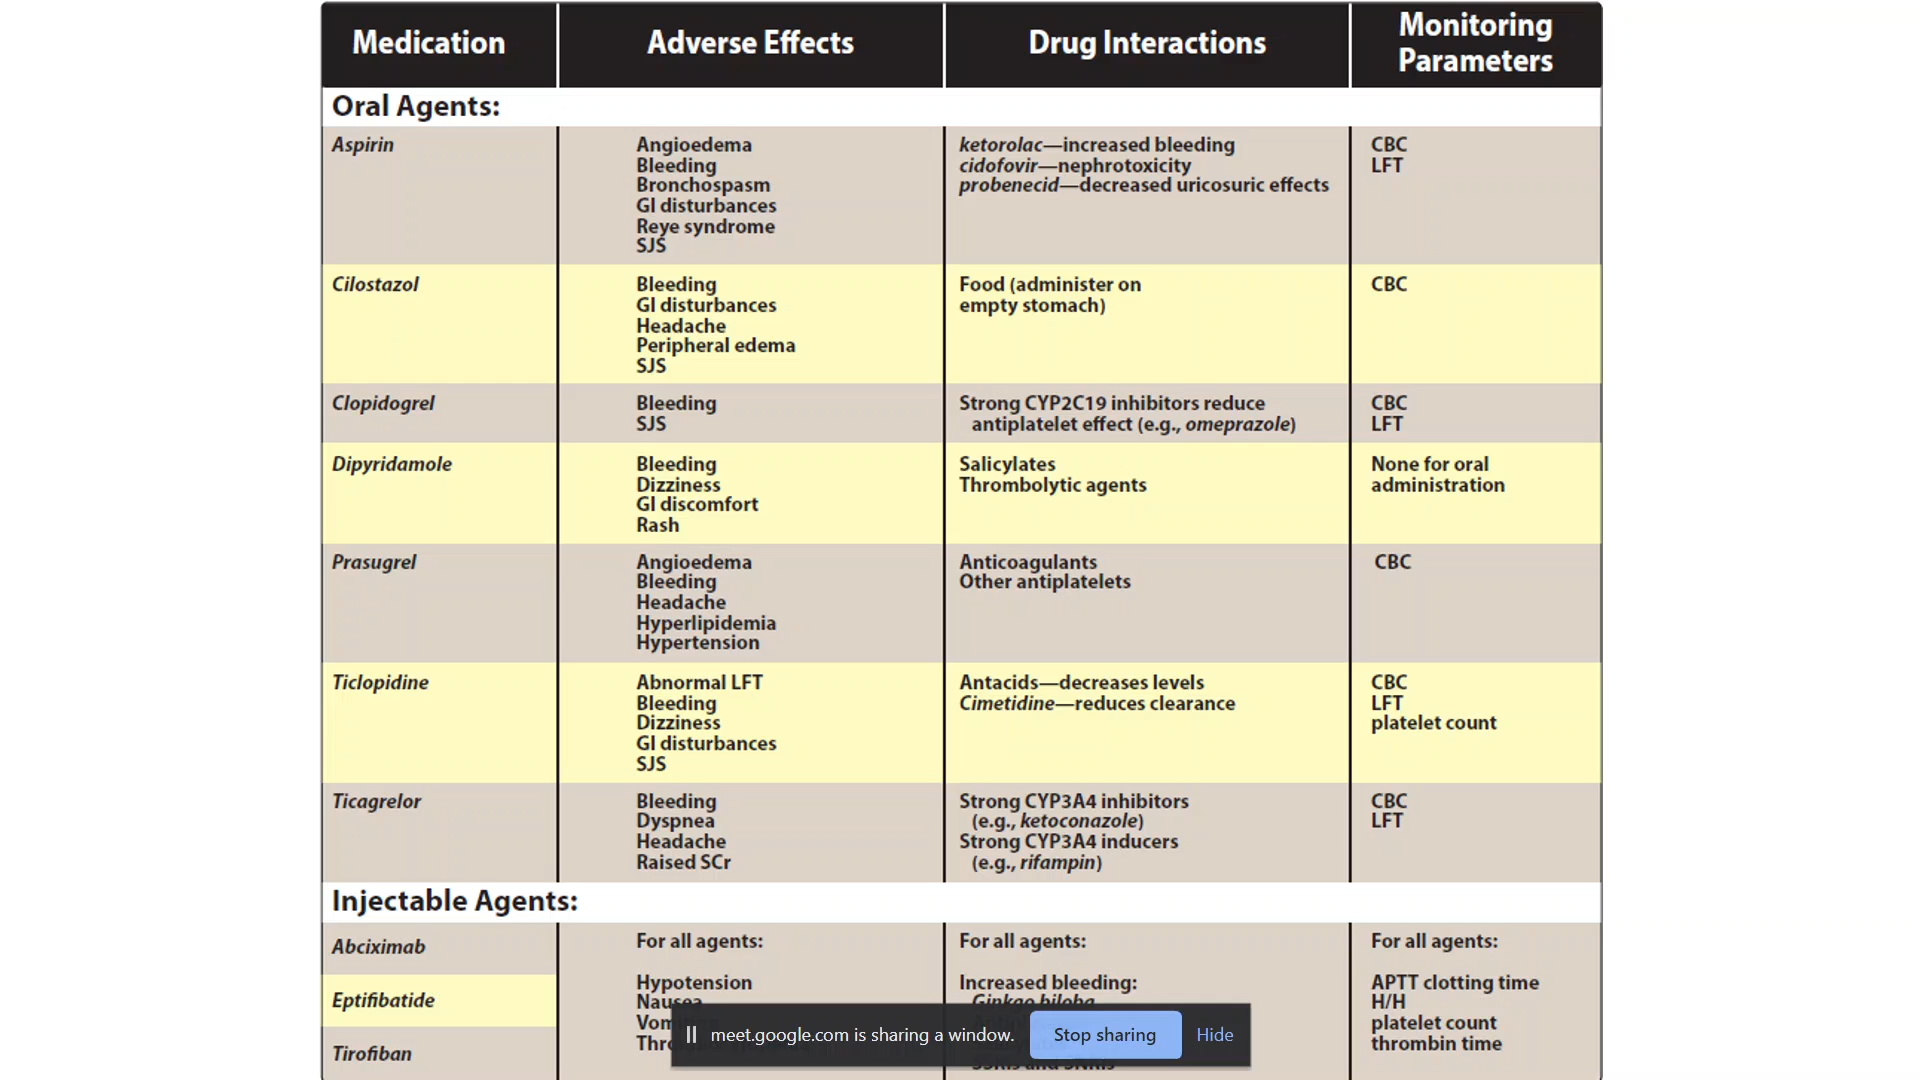 Medication
Adverse Effects
Drug Interactions
Monitoring
Parameters
Oral Agents:
Aspirin
Angioedema
Bleeding
Bronchospasm
GI disturbances
Reye syndrome
SJS
ketorolac—increased bleeding
cidofovir—nephrotoxicity
probenecid—decreased uricosuric effects
CBC
LFT
Cilostazol
Bleeding
GI disturbances
Headache
Peripheral edema
SJS
Food (administer on
empty stomach)
CBC
Clopidogrel
Bleeding
SJS
Strong CYP2C19 inhibitors reduce
antiplatelet effect (e.g., omeprazole)
CBC
LFT
Dipyridamole
Bleeding
Dizziness
GI discomfort
Rash
Salicylates
Thrombolytic agents
None for oral
administration
Prasugrel
Angioedema
Bleeding
Headache
Hyperlipidemia
Hypertension
Anticoagulants
Other antiplatelets
CBC
Ticlopidine
Abnormal LFT
Bleeding
Dizziness
GI disturbances
SJS
Antacids—decreases levels
Cimetidine—reduces clearance
CBC
LFT
platelet count
Ticagrelor
Bleeding
Dyspnea
Headache
Raised SCr
Strong CYP3A4 inhibitors
(e.g., ketoconazole)
Strong CYP3A4 inducers
(e.g., rifampin)
CBC
LFT
Injectable Agents:
Abciximab
Eptifibatide
Tirofiban
For all agents:
Hypotension
Nausea
For all agents:
Increased bleeding:
Ginkgo biloba
For all agents:
APTT clotting time
H/H
platelet count
thrombin time
meet.google.com is sharing a window.
Stop sharing
Hide